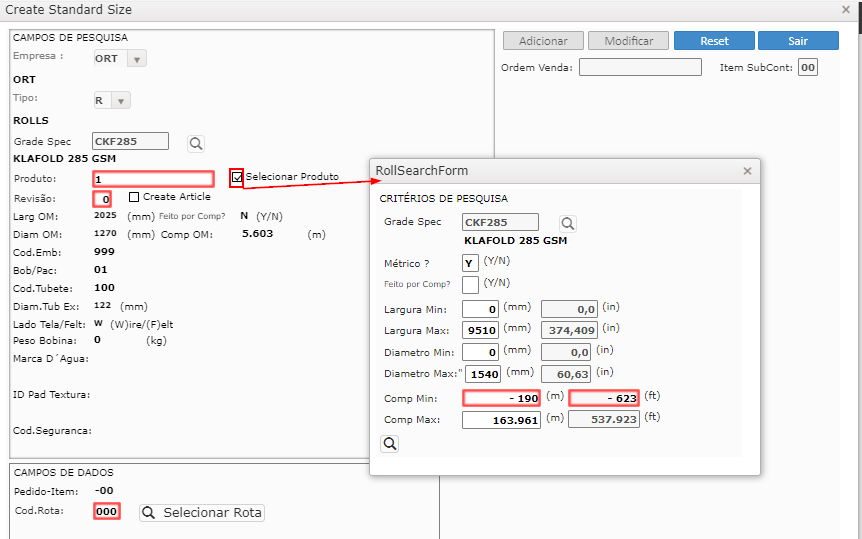 Create Standard Size ×
CAMPOS DE PESQUISA
Empresa : ORT
ORT
Tipo: R
ROLLS
Grade Spec CKF285
KLAFOLD 285 GSM
Produto: 1 Selecionar Produto
Revisão: 0 Create Article
Larg OM: 2025 (mm) Feito por Comp? N (Y/N)
Diam OM: 1270 (mm) Comp OM: 5.603 (m)
Cod.Emb: 999
Bob/Pac: 01
Cod.Tubete: 100
Diam.Tub Ex: 122 (mm)
Lado Tela/Felt: W (W)ire/(F)elt
Peso Bobina: 0 (kg)
Marca D´Agua:
ID Pad Textura:
Cod.Seguranca:
CAMPOS DE DADOS
Pedido-Item: -00
Cod.Rota: 000 Selecionar Rota
Adicionar Modificar Reset Sair
Ordem Venda: Item SubCont: 00
RollSearchForm ×
CRITÉRIOS DE PESQUISA
Grade Spec CKF285
KLAFOLD 285 GSM
Métrico ? Y (Y/N)
Feito por Comp? (Y/N)
Largura Min: 0 (mm) 0,0 (in)
Largura Max: 9510 (mm) 374,409 (in)
Diametro Min: 0 (mm) 0,0 (in)
Diametro Max:" 1540 (mm) 60,63 (in)
Comp Min: - 190 (m) - 623 (ft)
Comp Max: 163.961 (m) 537.923 (ft)